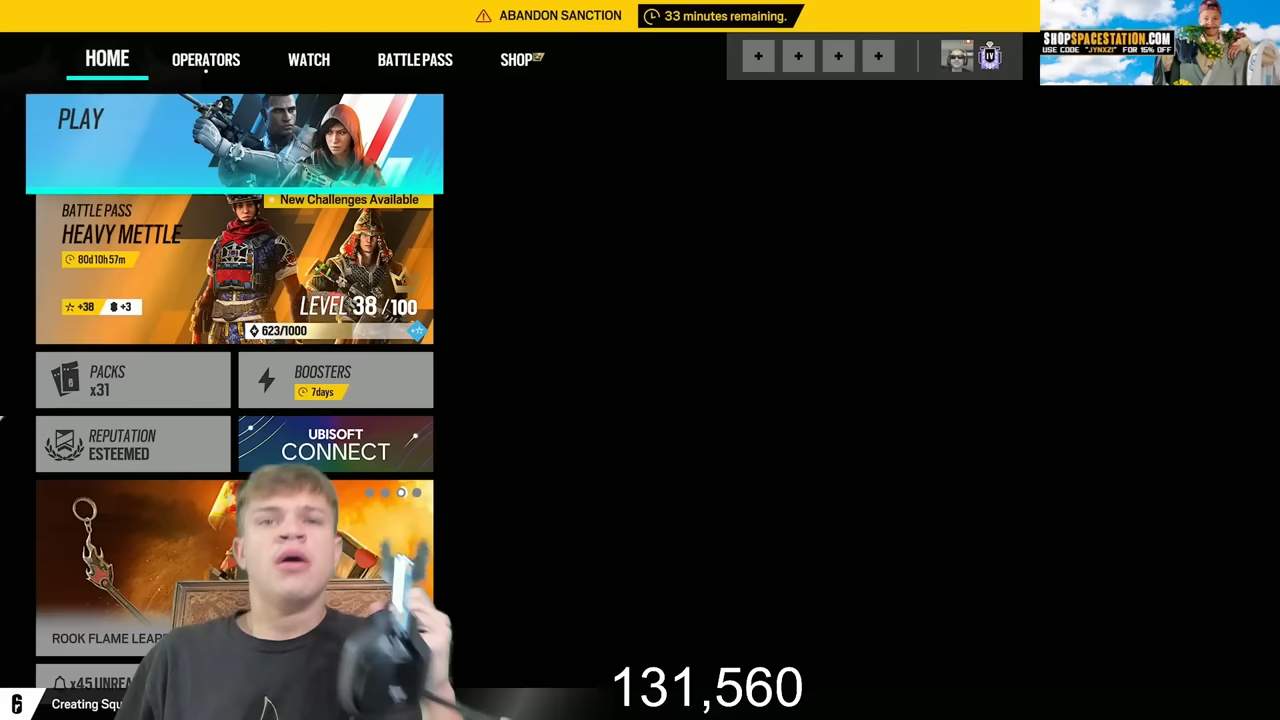 ABANDON SANCTION
33 minutes remaining.
SHOPSPACESTATION.COM
USE CODE "JYNXZI" FOR 15% OFF
HOME
OPERATORS
WATCH
BATTLE PASS
SHOP
+ + + +
IV
PLAY
New Challenges Available
BATTLE PASS
HEAVY METTLE
80d10h57m
+38 +3
LEVEL 38 /100
623/1000
PACKS
x31
BOOSTERS
7days
REPUTATION
ESTEEMED
UBISOFT
CONNECT
ROOK FLAME
x45
Creating
131,560